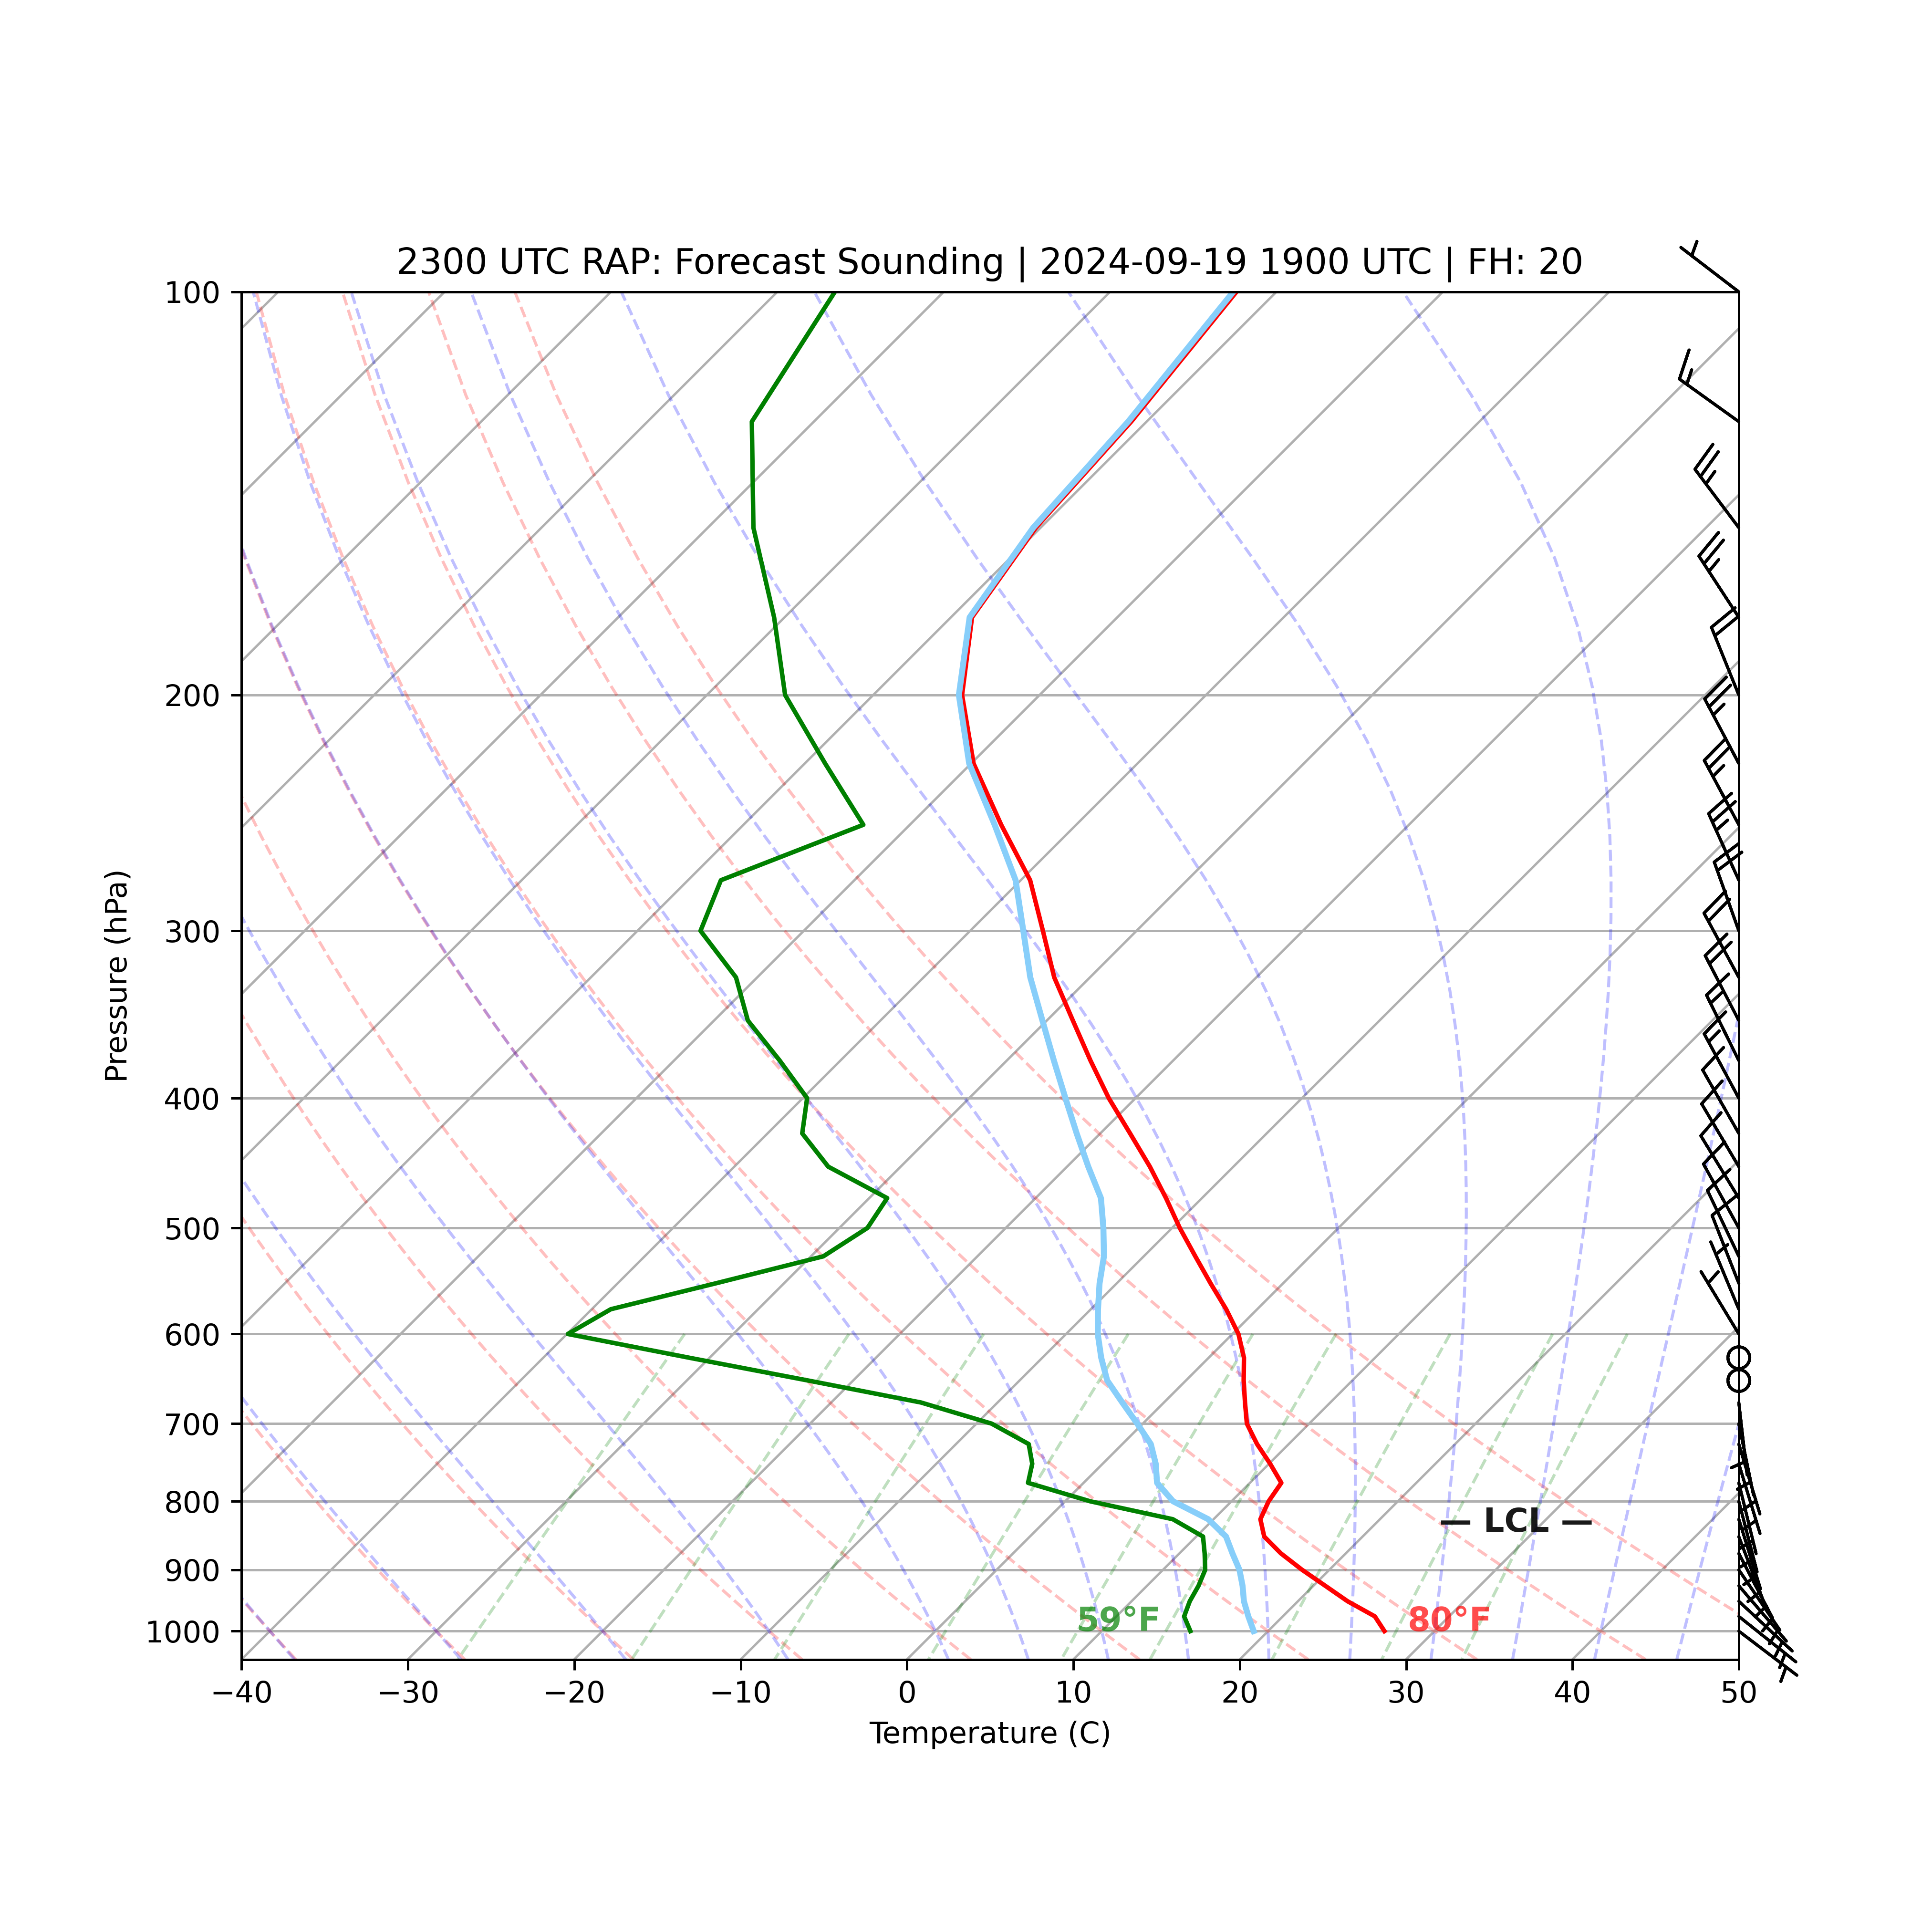 2300 UTC RAP: Forecast Sounding | 2024-09-19 1900 UTC | FH: 20
100
200
300
400
500
600
700
800
900
1000
Pressure (hPa)
— LCL —
59°F
80°F
−40 −30 −20 −10 0 10 20 30 40 50
Temperature (C)